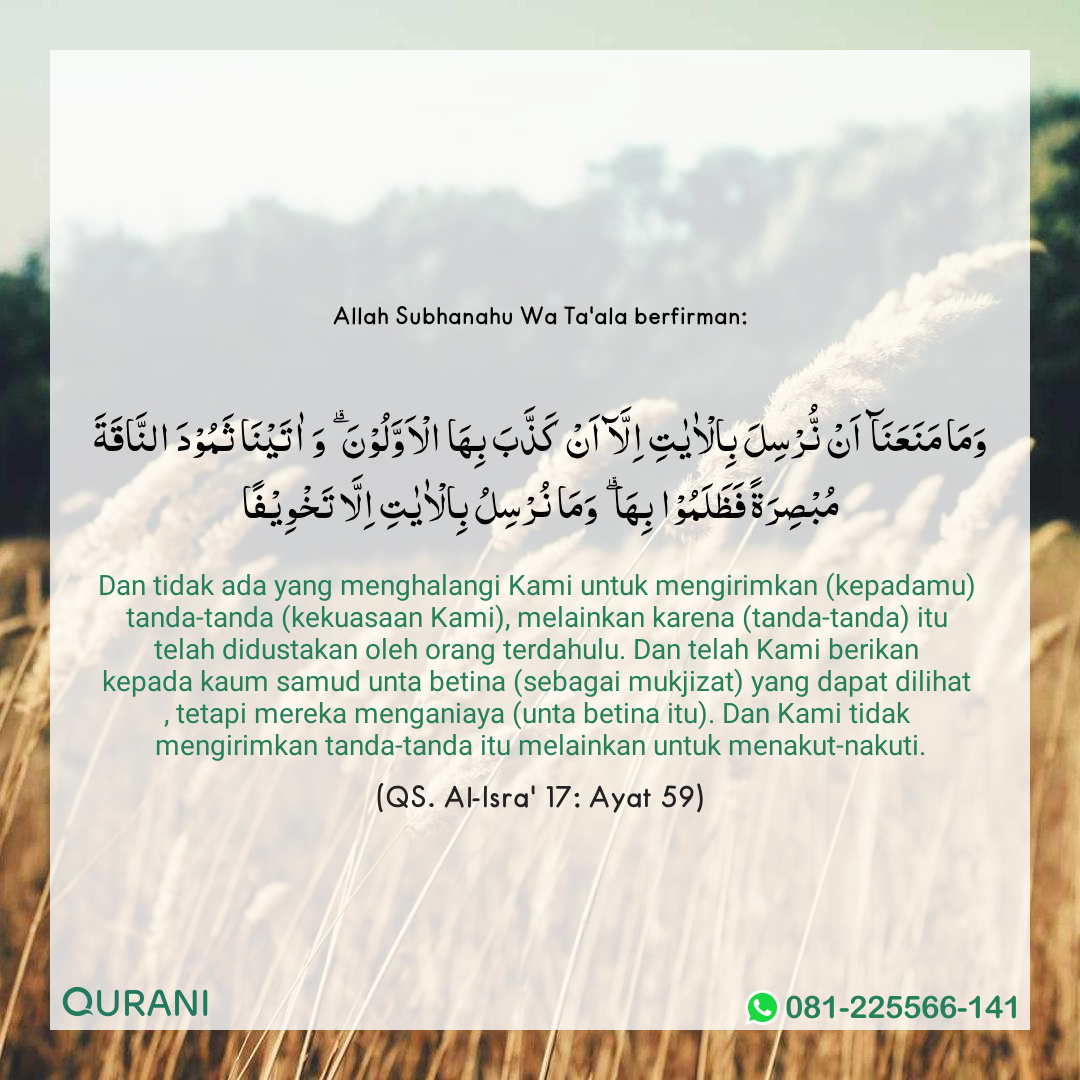 Allah Subhanahu Wa Ta'ala berfirman:
وَمَا مَنَعَنَاۤ اَنْ نُّرْسِلَ بِالْاٰيٰتِ اِلَّاۤ اَنْ كَذَّبَ بِهَا الْاَوَّلُوْنَ ۗ وَ اٰتَيْنَا ثَمُوْدَ النَّاقَةَ
مُبْصِرَةً فَظَلَمُوْا بِهَا ۗ وَمَا نُرْسِلُ بِالْاٰيٰتِ اِلَّا تَخْوِيْفًا
Dan tidak ada yang menghalangi Kami untuk mengirimkan (kepadamu)
tanda-tanda (kekuasaan Kami), melainkan karena (tanda-tanda) itu
telah didustakan oleh orang terdahulu. Dan telah Kami berikan
kepada kaum samud unta betina (sebagai mukjizat) yang dapat dilihat
, tetapi mereka menganiaya (unta betina itu). Dan Kami tidak
mengirimkan tanda-tanda itu melainkan untuk menakut-nakuti.
(QS. Al-Isra' 17: Ayat 59)
QURANI
081-225566-141